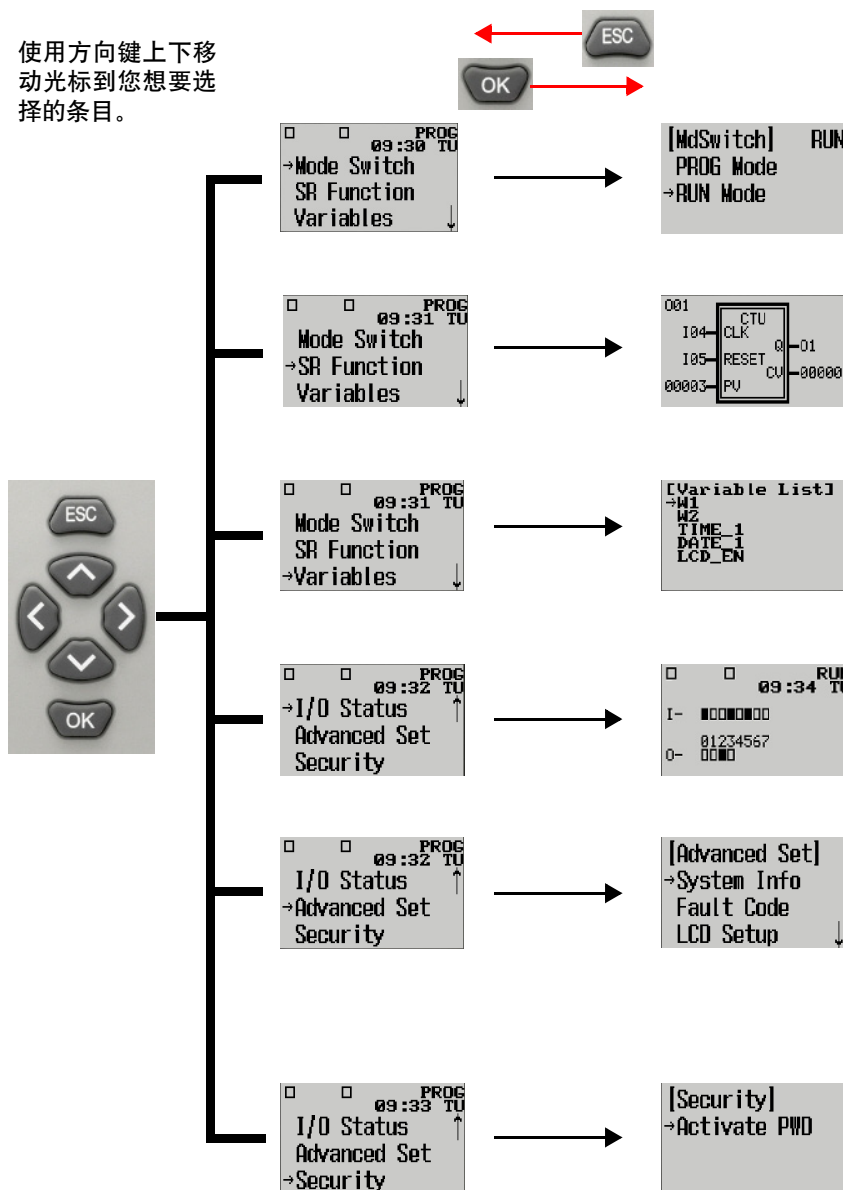 使用方向键上下移
动光标到您想要选
择的条目。
ESC
OK
PROG
09:30 TU
→Mode Switch
SR Function
Variables ↓
[MdSwitch] RUN
PROG Mode
→RUN Mode
PROG
09:31 TU
Mode Switch
→SR Function
Variables ↓
O01
CTU
I04 CLK
Q O1
I05 RESET
CV 00000
00003 PV
PROG
09:31 TU
Mode Switch
SR Function
→Variables ↓
[Variable List]
→W1
W2
TIME_1
DATE_1
LCD_EN
ESC
OK
PROG
09:32 TU
→I/O Status ↑
Advanced Set
Security
RUN
09:34 TU
I-
01234567
O-
PROG
09:32 TU
I/O Status ↑
→Advanced Set
Security
[Advanced Set]
→System Info
Fault Code
LCD Setup ↓
PROG
09:33 TU
I/O Status ↑
Advanced Set
→Security
[Security]
→Activate PWD